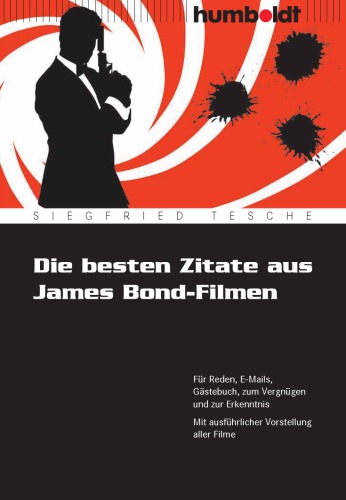 humboldt
SIEGFRIED TESCHE
Die besten Zitate aus
James Bond-Filmen
Für Reden, E-Mails,
Gästebuch, zum Vergnügen
und zur Erkenntnis
Mit ausführlicher Vorstellung
aller Filme